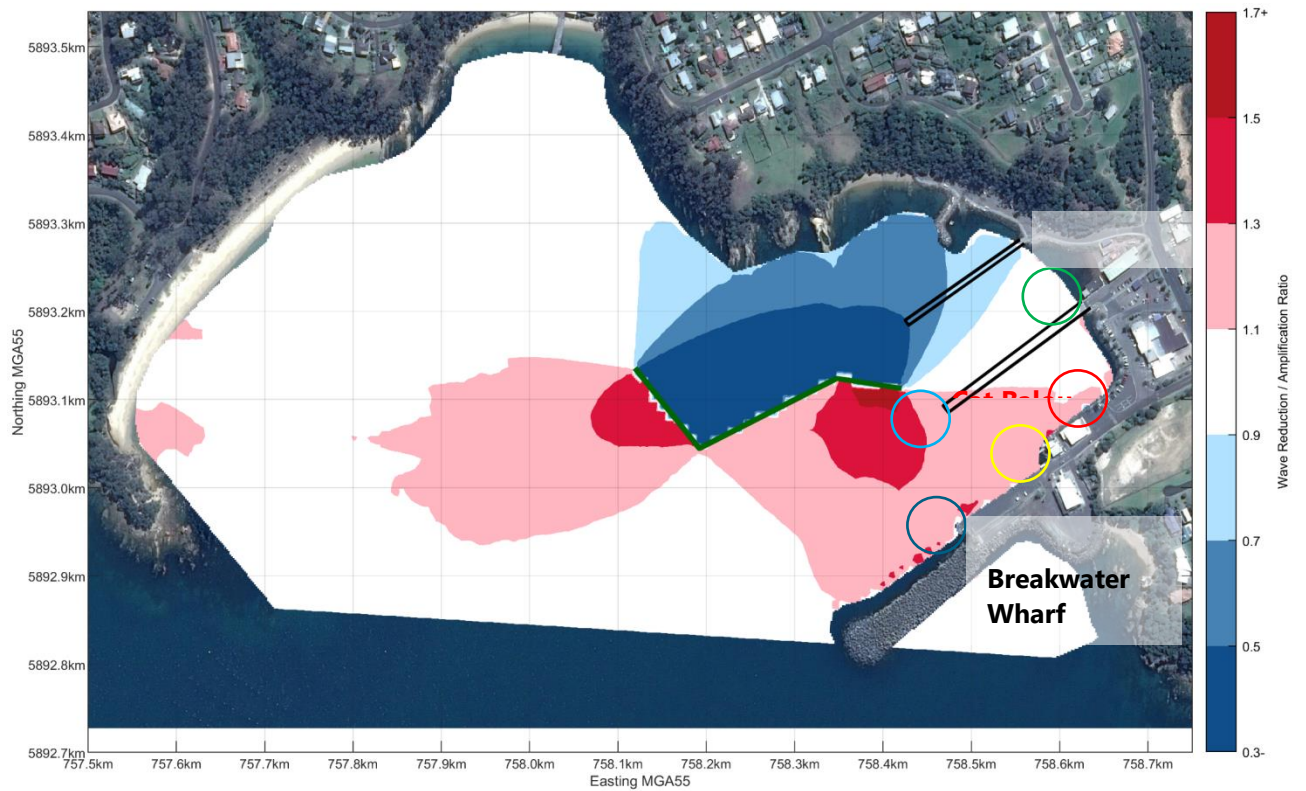 5893.5km
5893.4km
5893.3km
5893.2km
5893.1km
5893.0km
5892.9km
5892.8km
5892.7km
Northing MGA55
757.5km 757.6km 757.7km 757.8km 757.9km 758.0km 758.1km 758.2km 758.3km 758.4km 758.5km 758.6km 758.7km
Easting MGA55
Breakwater
Wharf
1.7+
1.5
1.3
1.1
0.9
0.7
0.5
0.3-
Wave Reduction / Amplification Ratio